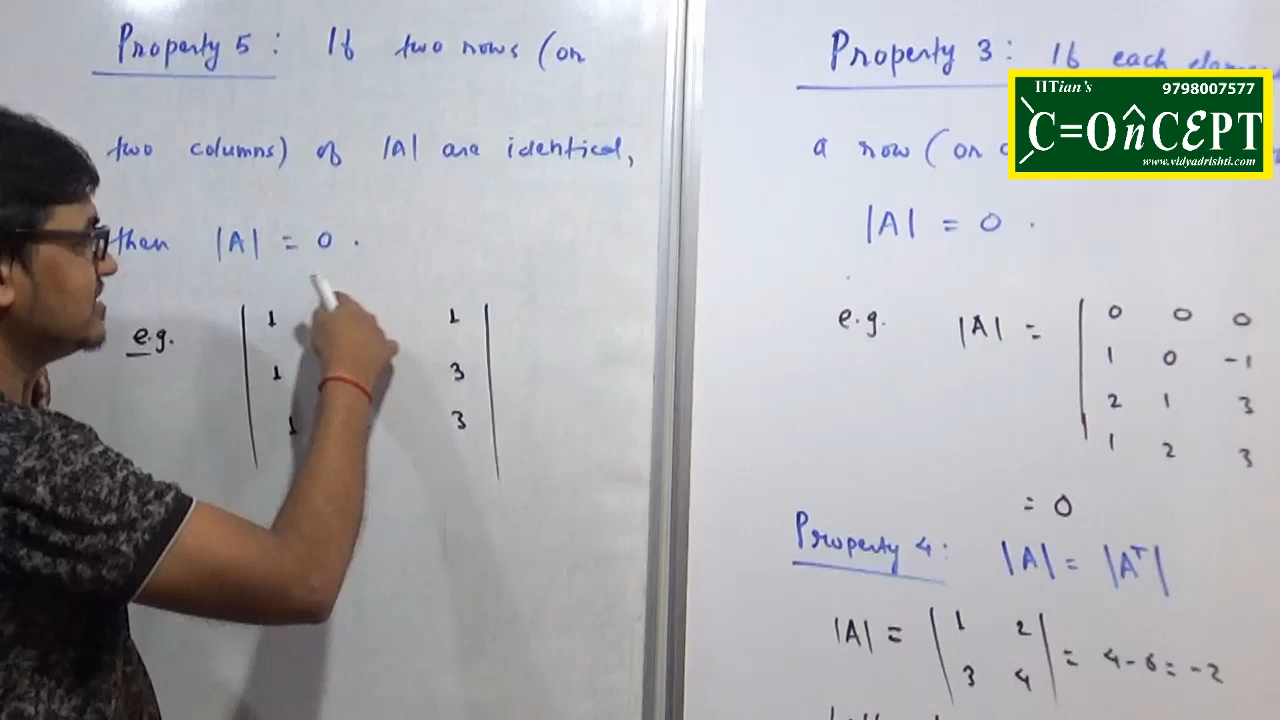 Property 5: If two rows (or
two columns) of |A| are identical,
then |A| = 0.
e.g.
1 1
1 3
1 3
Property 3: If each
a row (or
|A| = 0.
e.g. |A| =
0 0 0
1 0 -1
2 1 3
1 2 3
= 0
Property 4: |A| = |Aᵀ|
|A| = | 1 2 | = 4-6 = -2
3 4
IITian's 9798007577
C=OnCEPT
www.vidyadrishti.com